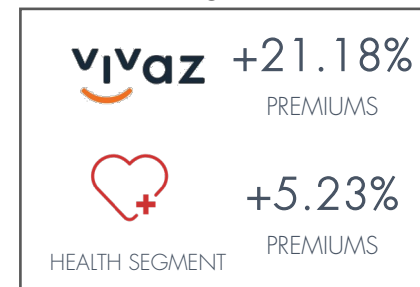 vivaz +21.18%
PREMIUMS
+5.23%
HEALTH SEGMENT PREMIUMS